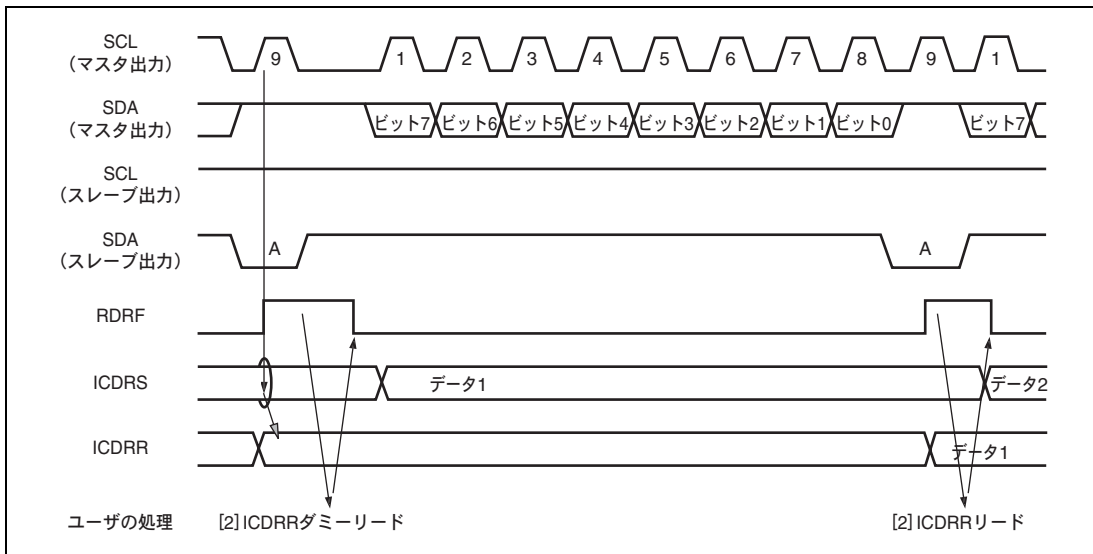 SCL
（マスタ出力）
9 1 2 3 4 5 6 7 8 9 1
SDA
（マスタ出力）
ビット7 ビット6 ビット5 ビット4 ビット3 ビット2 ビット1 ビット0 ビット7
SCL
（スレーブ出力）
SDA
（スレーブ出力）
A A
RDRF
ICDRS
データ1 データ2
ICDRR
データ1
ユーザの処理 [2] ICDRRダミーリード [2] ICDRRリード